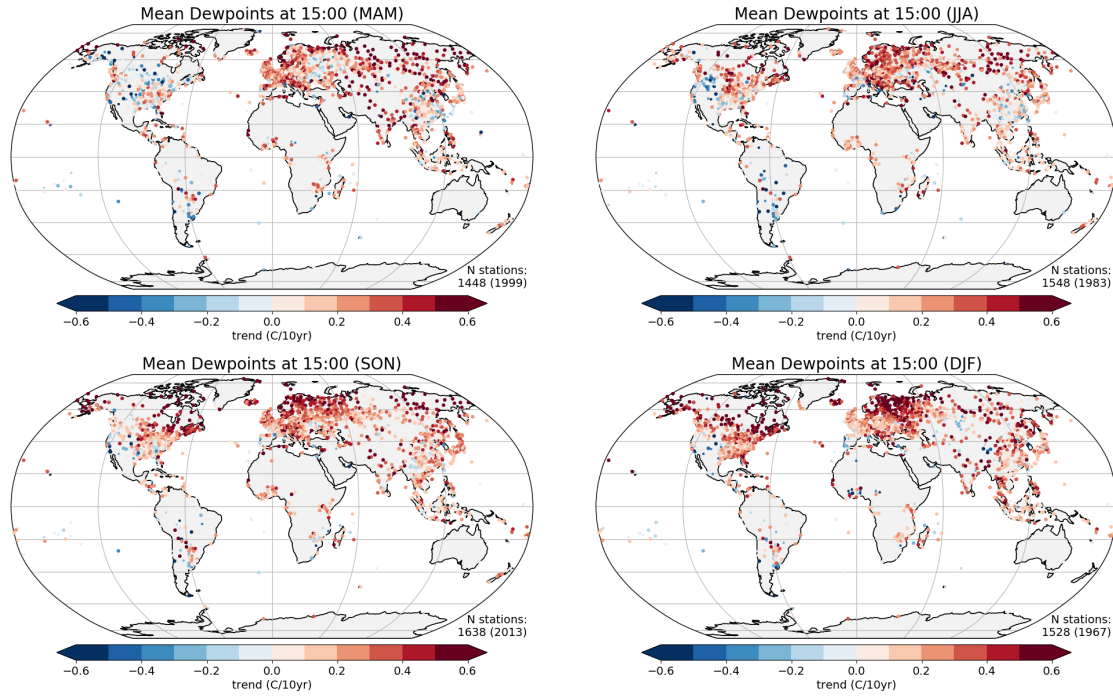 Mean Dewpoints at 15:00 (MAM)
N stations:
1448 (1999)
−0.6 −0.4 −0.2 0.0 0.2 0.4 0.6
trend (C/10yr)
Mean Dewpoints at 15:00 (JJA)
N stations:
1548 (1983)
−0.6 −0.4 −0.2 0.0 0.2 0.4 0.6
trend (C/10yr)
Mean Dewpoints at 15:00 (SON)
N stations:
1638 (2013)
−0.6 −0.4 −0.2 0.0 0.2 0.4 0.6
trend (C/10yr)
Mean Dewpoints at 15:00 (DJF)
N stations:
1528 (1967)
−0.6 −0.4 −0.2 0.0 0.2 0.4 0.6
trend (C/10yr)